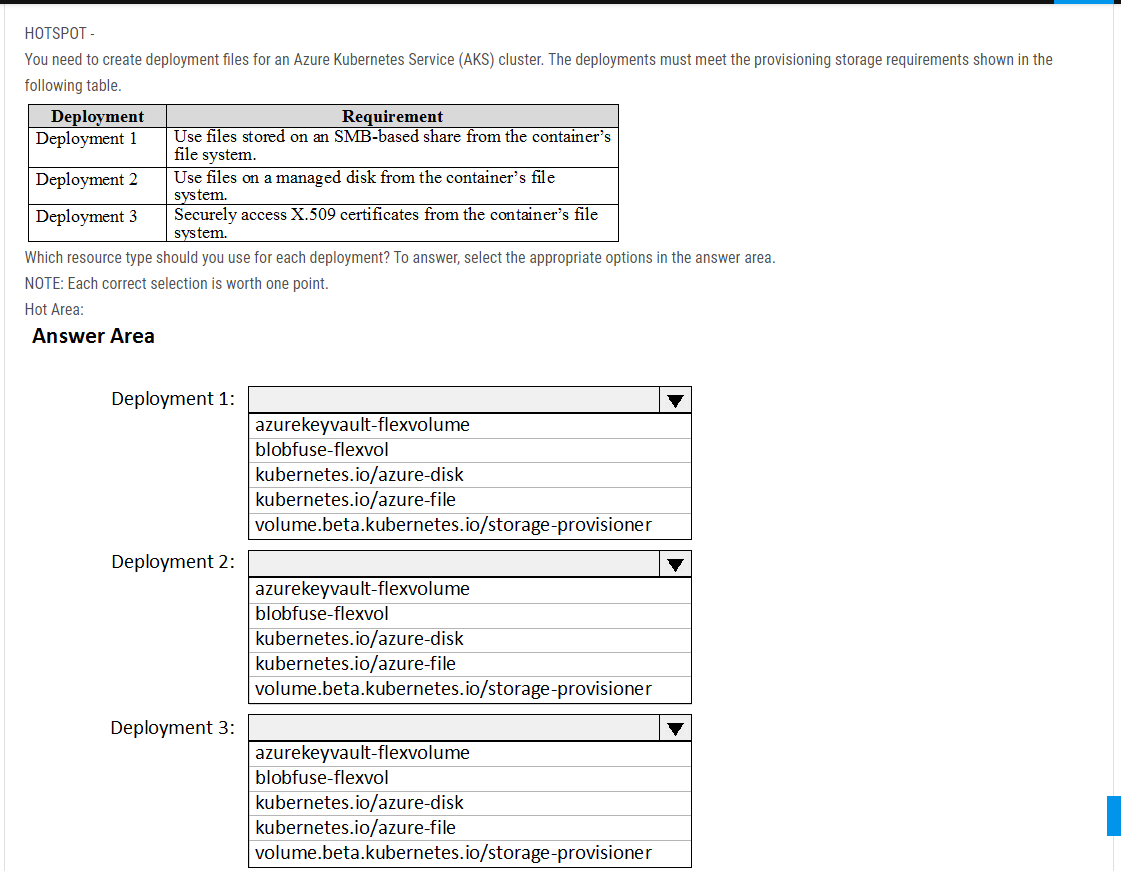 HOTSPOT -
You need to create deployment files for an Azure Kubernetes Service (AKS) cluster. The deployments must meet the provisioning storage requirements shown in the
following table.
Deployment Requirement
Deployment 1 Use files stored on an SMB-based share from the container's
file system.
Deployment 2 Use files on a managed disk from the container's file
system.
Deployment 3 Securely access X.509 certificates from the container's file
system.
Which resource type should you use for each deployment? To answer, select the appropriate options in the answer area.
NOTE: Each correct selection is worth one point.
Hot Area:
Answer Area
Deployment 1:
azurekeyvault-flexvolume
blobfuse-flexvol
kubernetes.io/azure-disk
kubernetes.io/azure-file
volume.beta.kubernetes.io/storage-provisioner
Deployment 2:
azurekeyvault-flexvolume
blobfuse-flexvol
kubernetes.io/azure-disk
kubernetes.io/azure-file
volume.beta.kubernetes.io/storage-provisioner
Deployment 3:
azurekeyvault-flexvolume
blobfuse-flexvol
kubernetes.io/azure-disk
kubernetes.io/azure-file
volume.beta.kubernetes.io/storage-provisioner